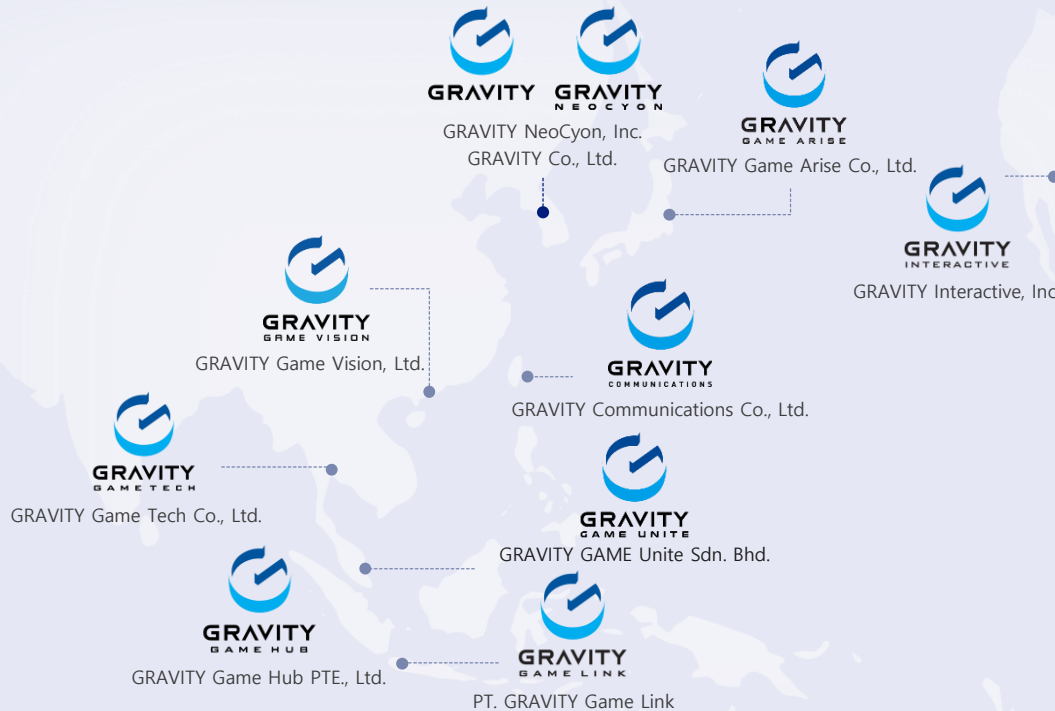 GRAVITY
GRAVITY
NEOCYON
GRAVITY NeoCyon, Inc.
GRAVITY Co., Ltd.
GRAVITY
GAME ARISE
GRAVITY Game Arise Co., Ltd.
GRAVITY
INTERACTIVE
GRAVITY Interactive, Inc
GRAVITY
GAME VISION
GRAVITY Game Vision, Ltd.
GRAVITY
COMMUNICATIONS
GRAVITY Communications Co., Ltd.
GRAVITY
GAME TECH
GRAVITY Game Tech Co., Ltd.
GRAVITY
GAME UNITE
GRAVITY GAME Unite Sdn. Bhd.
GRAVITY
GAME HUB
GRAVITY Game Hub PTE., Ltd.
GRAVITY
GAME LINK
PT. GRAVITY Game Link